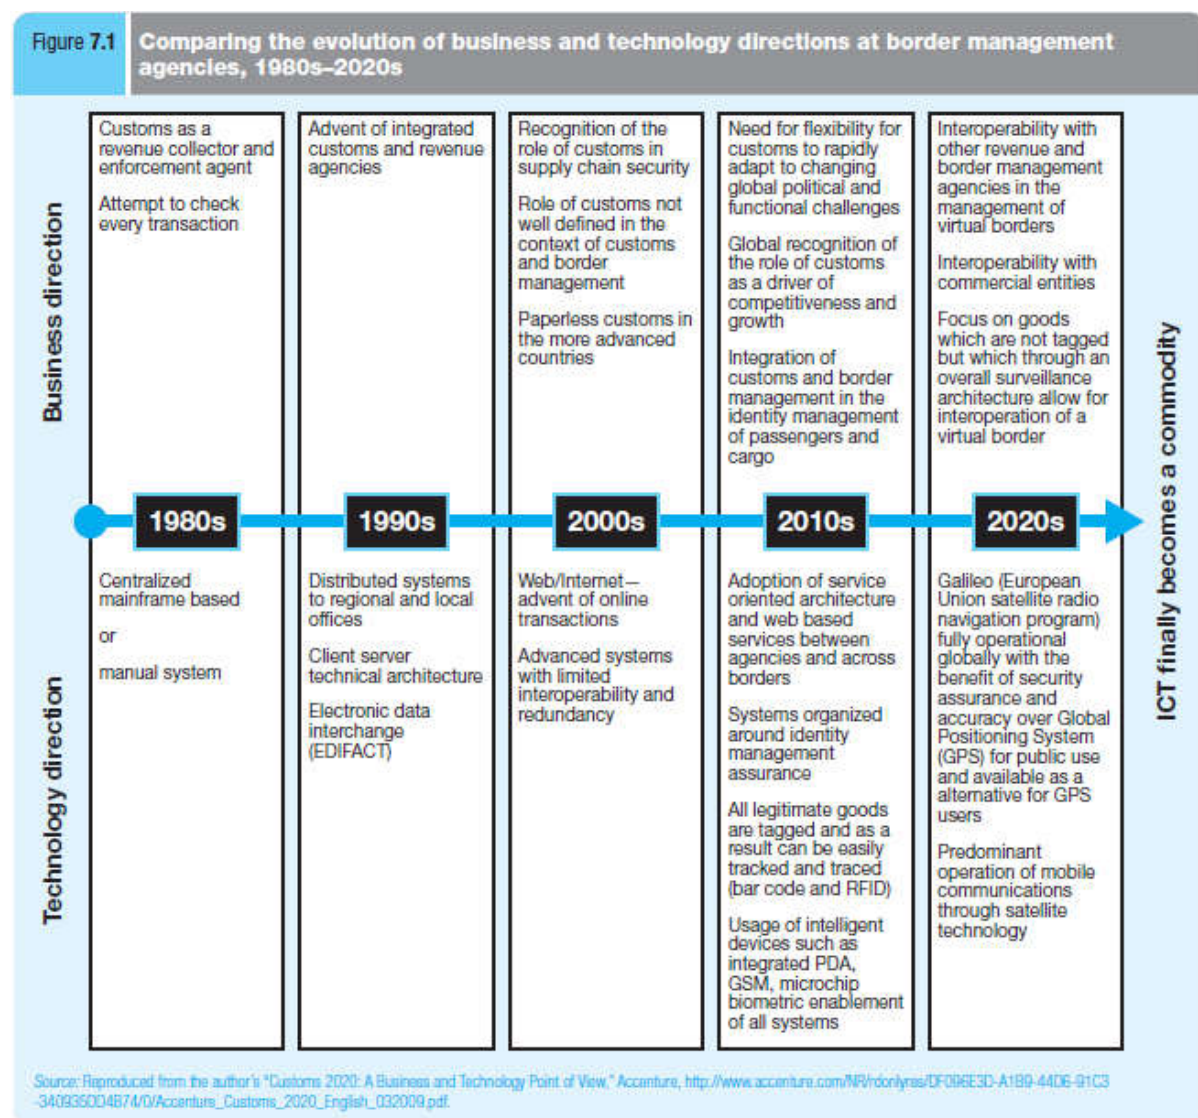 Figure 7.1
Comparing the evolution of business and technology directions at border management
agencies, 1980s–2020s
Business direction
Customs as a
revenue collector and
enforcement agent
Attempt to check
every transaction
Advent of integrated
customs and revenue
agencies
Recognition of the
role of customs in
supply chain security
Role of customs not
well defined in the
context of customs
and border
management
Paperless customs in
the more advanced
countries
Need for flexibility for
customs to rapidly
adapt to changing
global political and
functional challenges
Global recognition of
the role of customs
as a driver of
competitiveness and
growth
Integration of
customs and border
management in the
identity management
of passengers and
cargo
Interoperability with
other revenue and
border management
agencies in the
management of
virtual borders
Interoperability with
commercial entities
Focus on goods
which are not tagged
but which through an
overall surveillance
architecture allow for
interoperation of a
virtual border
1980s
1990s
2000s
2010s
2020s
Technology direction
Centralized
mainframe based
or
manual system
Distributed systems
to regional and local
offices
Client server
technical architecture
Electronic data
interchange
(EDIFACT)
Web/Internet—
advent of online
transactions
Advanced systems
with limited
interoperability and
redundancy
Adoption of service
oriented architecture
and web based
services between
agencies and across
borders
Systems organized
around identity
management
assurance
All legitimate goods
are tagged and as a
result can be easily
tracked and traced
(bar code and RFID)
Usage of intelligent
devices such as
integrated PDA,
GSM, microchip
biometric enablement
of all systems
Galileo (European
Union satellite radio
navigation program)
fully operational
globally with the
benefit of security
assurance and
accuracy over Global
Positioning System
(GPS) for public use
and available as a
alternative for GPS
users
Predominant
operation of mobile
communications
through satellite
technology
ICT finally becomes a commodity
Source: Reproduced from the author's "Customs 2020: A Business and Technology Point of View," Accenture, http://www.accenture.com/NR/rdonlyres/DF096E3D-A1B9-44D6-91C3
-340935DD4B74/0/Accenture_Customs_2020_English_032009.pdf.